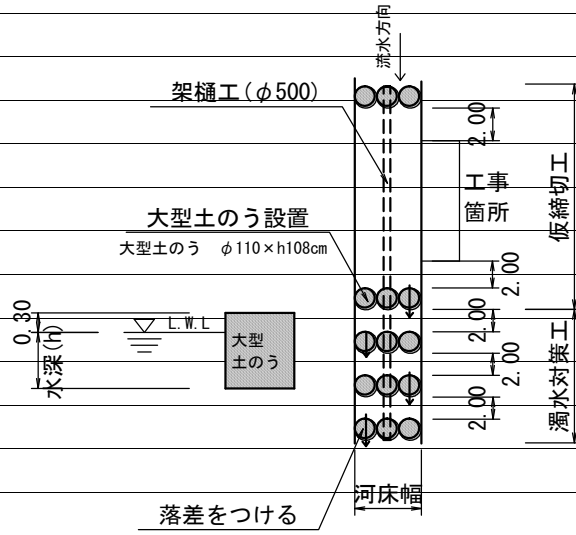 流水方向
架樋工(φ500)
2.00
工事
箇所
仮締切工
大型土のう設置
大型土のう φ110×h108cm
2.00
0.30
L.W.L
水深(h)
大型
土のう
2.00
2.00
2.00
濁水対策工
河床幅
落差をつける